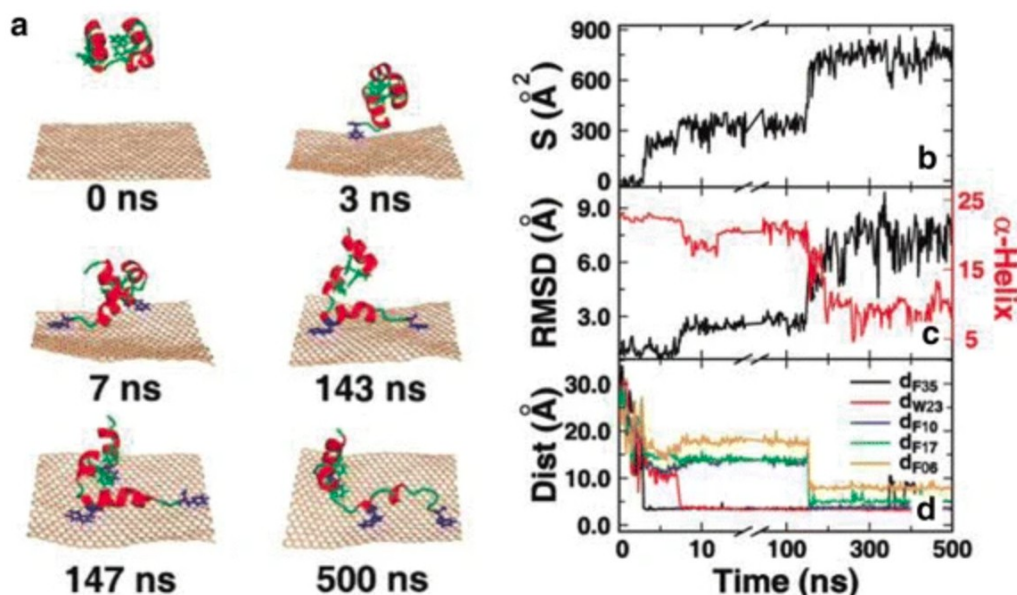 a
0 ns
3 ns
7 ns
143 ns
147 ns
500 ns
S (Å²)
900
600
300
0
b
RMSD (Å)
9.0
6.0
3.0
25
15
5
α-Helix
c
Dist (Å)
30.0
20.0
10.0
0.0
dF35
dW23
dF10
dF17
dF06
d
0 10 100 500
Time (ns)